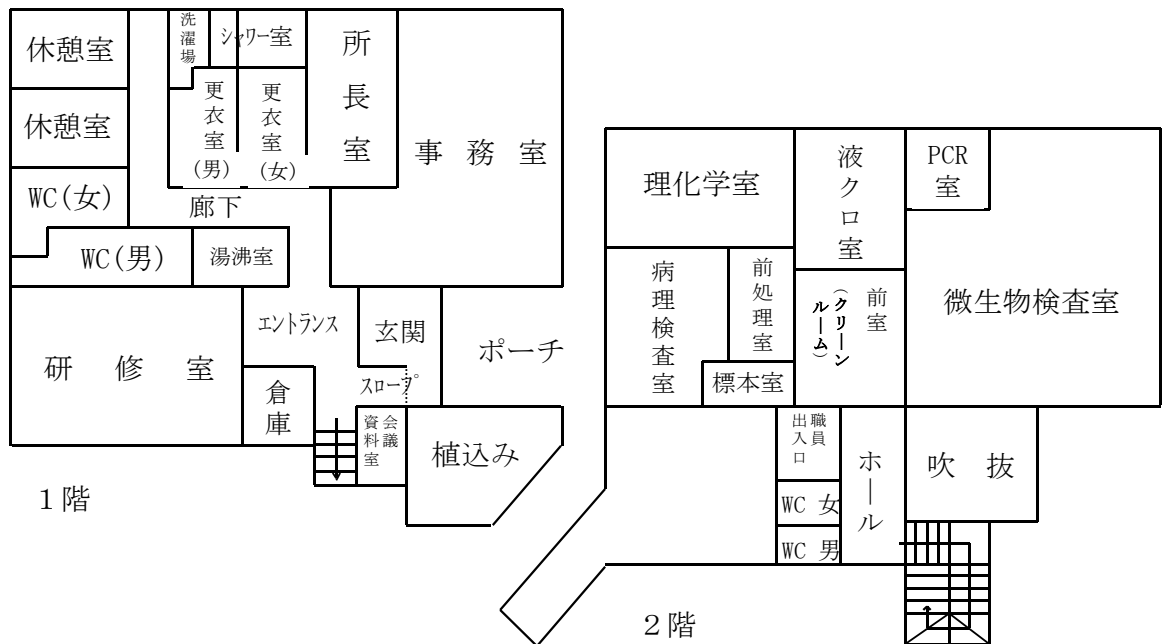 休憩室
洗濯場
シャワー室
所長室
休憩室
更衣室(男)
更衣室(女)
事務室
WC(女)
廊下
WC(男)
湯沸室
エントランス
玄関
ポーチ
研修室
倉庫
スロープ
会議
資料室
植込み
1階
理化学室
液クロ室
PCR
室
病理検査室
前処理室
前室
(クリーン
ルーム)
微生物検査室
標本室
職員
出入口
ホール
吹抜
WC 女
WC 男
2階